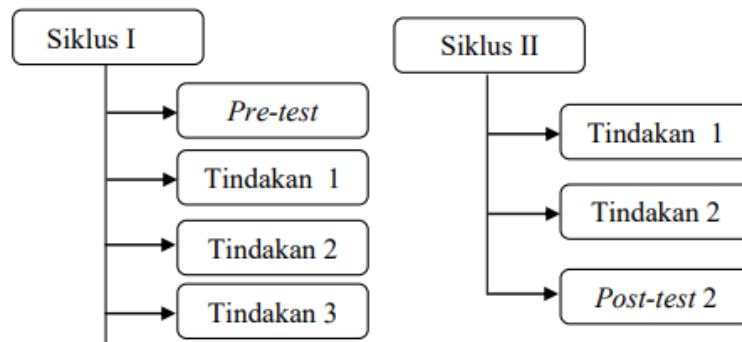 Siklus I
Pre-test
Tindakan 1
Tindakan 2
Tindakan 3
Siklus II
Tindakan 1
Tindakan 2
Post-test 2